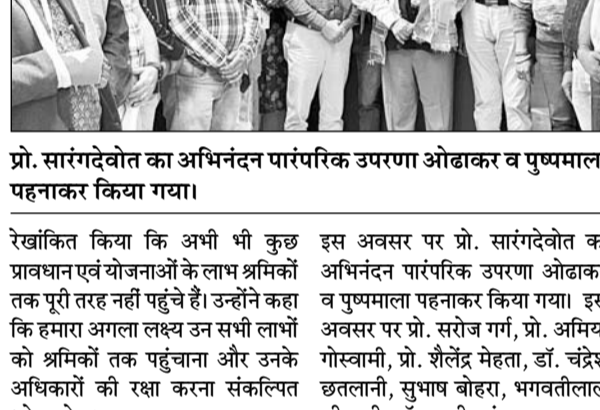 प्रो. सारंगदेवोत का अभिनंदन पारंपरिक उपरणा ओढाकर व पुष्पमाल
पहनाकर किया गया।
रेखांकित किया कि अभी भी कुछ
प्रावधान एवं योजनाओं के लाभ श्रमिकों
तक पूरी तरह नहीं पहुंचे हैं। उन्होंने कहा
कि हमारा अगला लक्ष्य उन सभी लाभों
को श्रमिकों तक पहुंचाना और उनके
अधिकारों की रक्षा करना संकल्पित
इस अवसर पर प्रो. सारंगदेवोत क
अभिनंदन पारंपरिक उपरणा ओढाक
व पुष्पमाला पहनाकर किया गया। इस
अवसर पर प्रो. सरोज गर्ग, प्रो. अमिय
गोस्वामी, प्रो. शैलेंद्र मेहता, डॉ. चंद्रेश
छतलानी, सुभाष बोहरा, भगवतीलाल